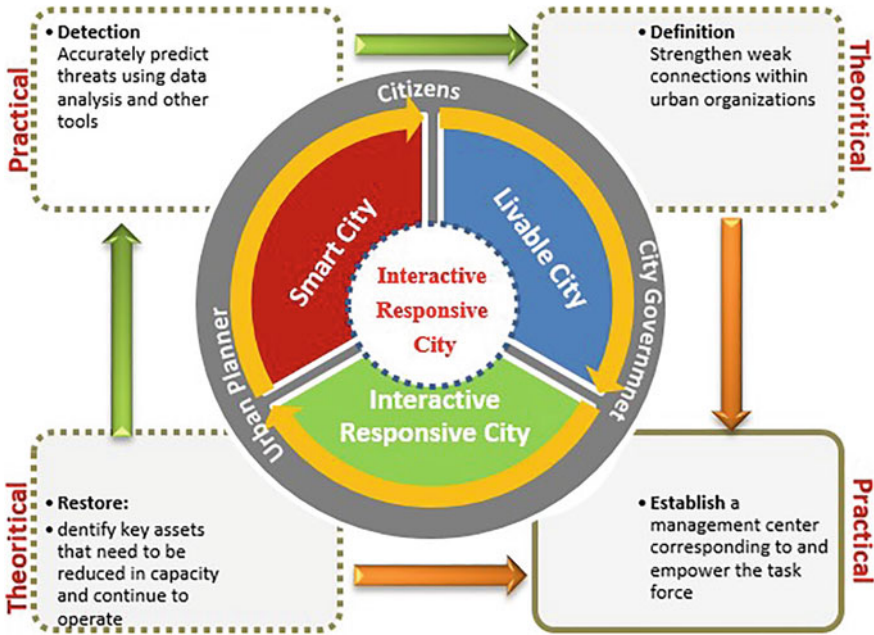 • Detection
Accurately predict
threats using data
analysis and other
tools
Practical
• Definition
Strengthen weak
connections within
urban organizations
Theoritical
Citizens
City Governmnet
Urban Planner
Smart City
Livable City
Interactive
Responsive City
Interactive
Responsive
City
Theoritical
• Restore:
• dentify key assets
that need to be
reduced in capacity
and continue to
operate
• Establish a
management center
corresponding to and
empower the task
force
Practical